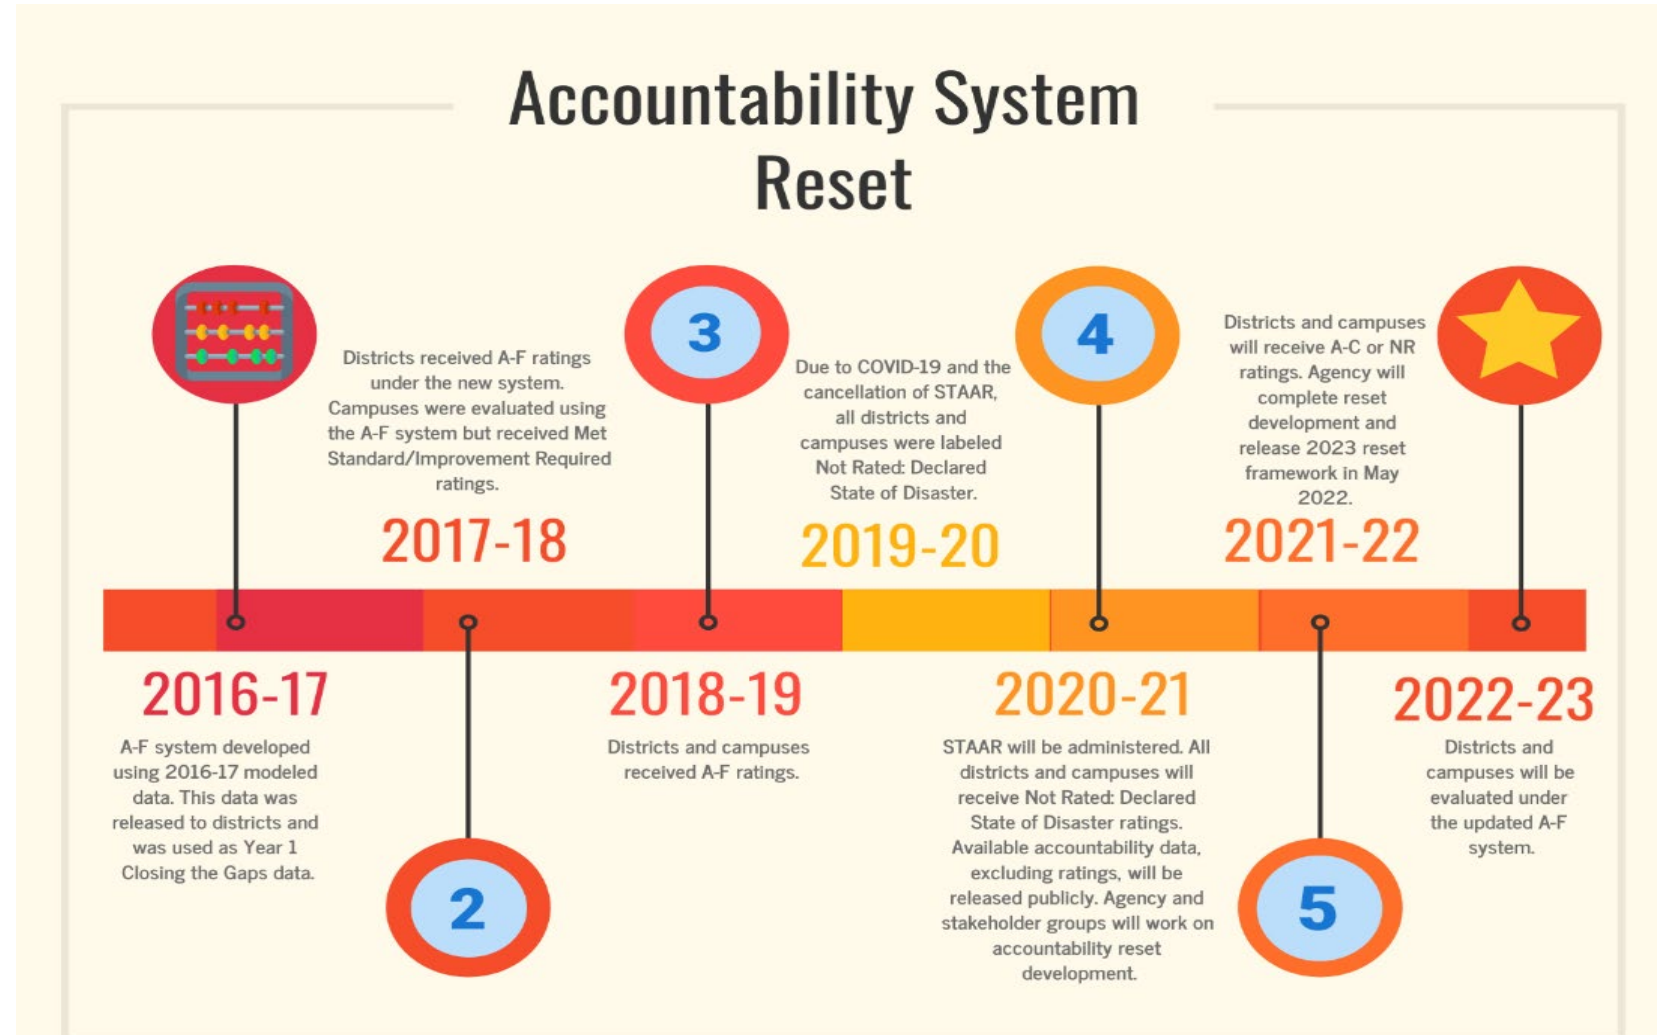 Accountability System
Reset
3
4
Districts received A-F ratings
under the new system.
Campuses were evaluated using
the A-F system but received Met
Standard/Improvement Required
ratings.
2017-18
Due to COVID-19 and the
cancellation of STAAR,
all districts and
campuses were labeled
Not Rated: Declared
State of Disaster.
2019-20
Districts and campuses
will receive A-C or NR
ratings. Agency will
complete reset
development and
release 2023 reset
framework in May
2022.
2021-22
2016-17
A-F system developed
using 2016-17 modeled
data. This data was
released to districts and
was used as Year 1
Closing the Gaps data.
2
2018-19
Districts and campuses
received A-F ratings.
2020-21
STAAR will be administered. All
districts and campuses will
receive Not Rated: Declared
State of Disaster ratings.
Available accountability data,
excluding ratings, will be
released publicly. Agency and
stakeholder groups will work on
accountability reset
development.
5
2022-23
Districts and
campuses will be
evaluated under
the updated A-F
system.